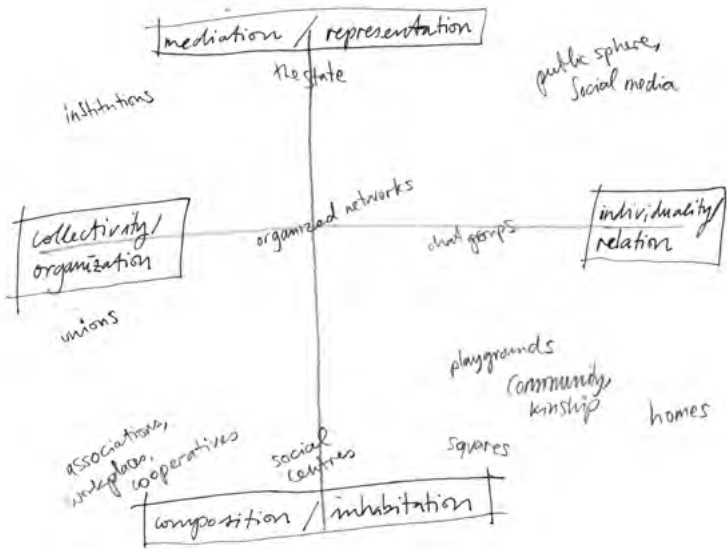 mediation / representation
the state
public sphere,
social media
institutions
organized networks
collectivity/
organization
chat groups
individuality/
relation
unions
playgrounds
community,
kinship
homes
associations,
workplaces,
cooperatives
social
centres
squares
composition / inhabitation